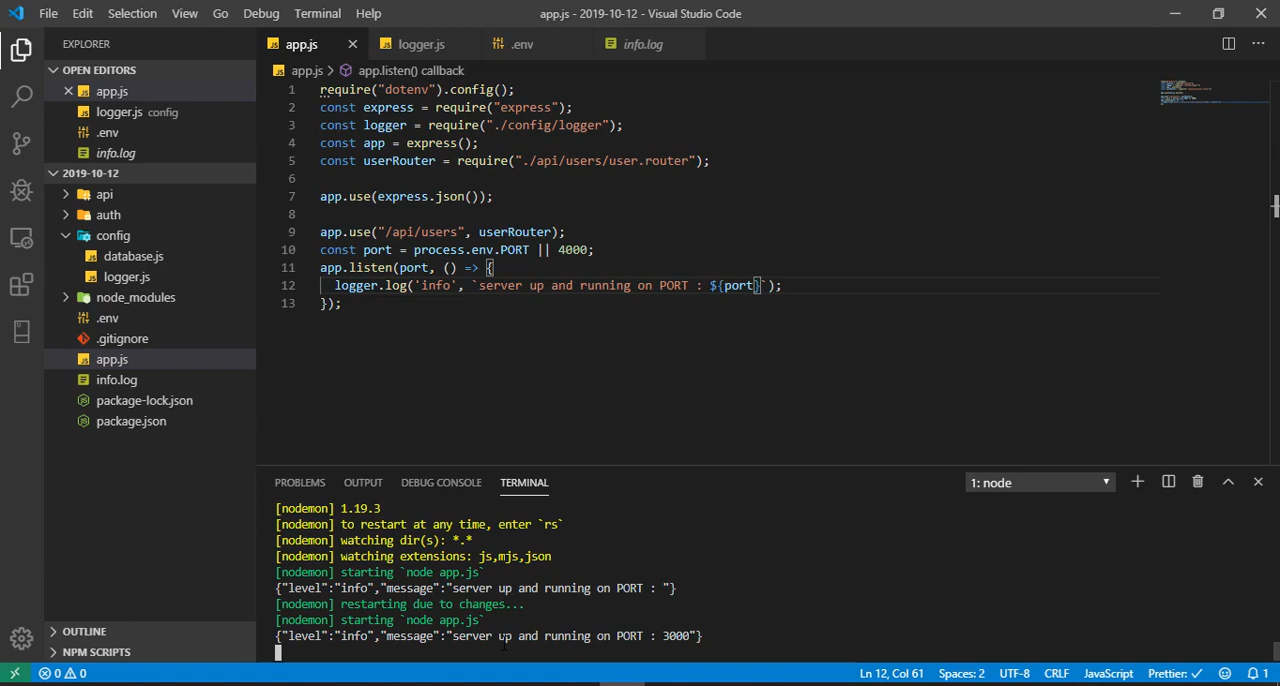 File Edit Selection View Go Debug Terminal Help
app.js - 2019-10-12 - Visual Studio Code
EXPLORER
OPEN EDITORS
app.js
logger.js config
.env
info.log
2019-10-12
api
auth
config
database.js
logger.js
node_modules
.env
.gitignore
app.js
info.log
package-lock.json
package.json
OUTLINE
NPM SCRIPTS
app.js logger.js .env info.log
app.js > app.listen() callback
1 require("dotenv").config();
2 const express = require("express");
3 const logger = require("./config/logger");
4 const app = express();
5 const userRouter = require("./api/users/user.router");
6
7 app.use(express.json());
8
9 app.use("/api/users", userRouter);
10 const port = process.env.PORT || 4000;
11 app.listen(port, () => {
12 logger.log('info', `server up and running on PORT : ${port}`);
13 });
PROBLEMS OUTPUT DEBUG CONSOLE TERMINAL
1: node
[nodemon] 1.19.3
[nodemon] to restart at any time, enter `rs`
[nodemon] watching dir(s): *.*
[nodemon] watching extensions: js,mjs,json
[nodemon] starting `node app.js`
{"level":"info","message":"server up and running on PORT : "}
[nodemon] restarting due to changes...
[nodemon] starting `node app.js`
{"level":"info","message":"server up and running on PORT : 3000"}
0 0
Ln 12, Col 61 Spaces: 2 UTF-8 CRLF JavaScript Prettier: ✓ 1